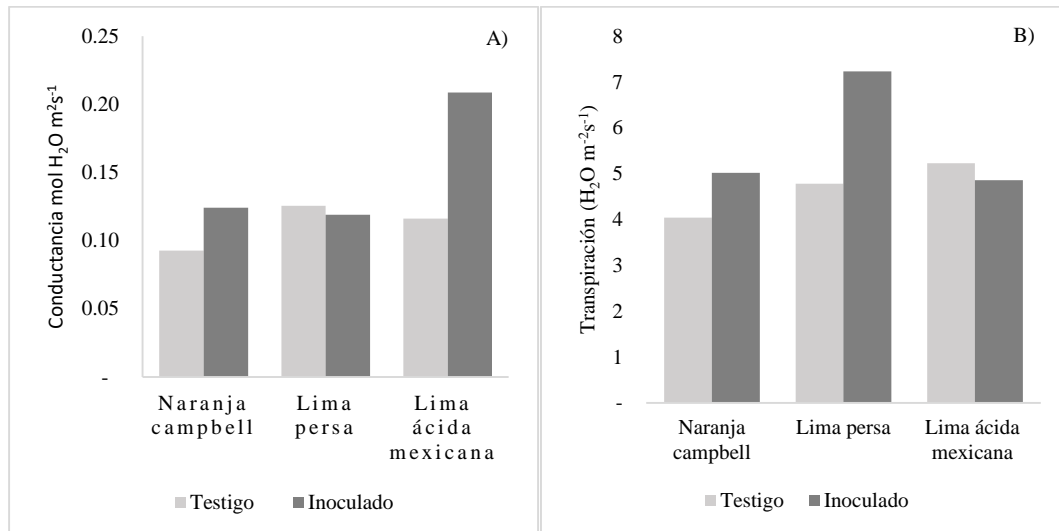 A)
Conductancia mol H₂O m²s⁻¹
0.25
0.20
0.15
0.10
0.05
-
Naranja campbell
Lima persa
Lima ácida mexicana
Testigo
Inoculado
B)
Transpiración (H₂O m⁻²s⁻¹)
8
7
6
5
4
3
2
1
-
Naranja campbell
Lima persa
Lima ácida mexicana
Testigo
Inoculado